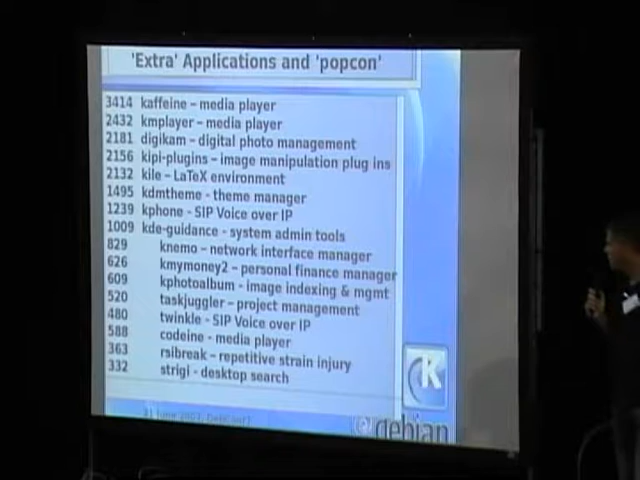 'Extra' Applications and 'popcon'
3414 kaffeine – media player
2432 kmplayer – media player
2181 digikam – digital photo management
2156 kipi-plugins – image manipulation plug ins
2132 kile – LaTeX environment
1495 kdmtheme - theme manager
1239 kphone - SIP Voice over IP
1009 kde-guidance - system admin tools
829 knemo – network interface manager
626 kmymoney2 – personal finance manager
609 kphotoalbum - image indexing & mgmt
520 taskjuggler – project management
480 twinkle - SIP Voice over IP
588 codeine - media player
363 rsibreak – repetitive strain injury
332 strigi - desktop search
K
21 June 2007, DebConf7
debian